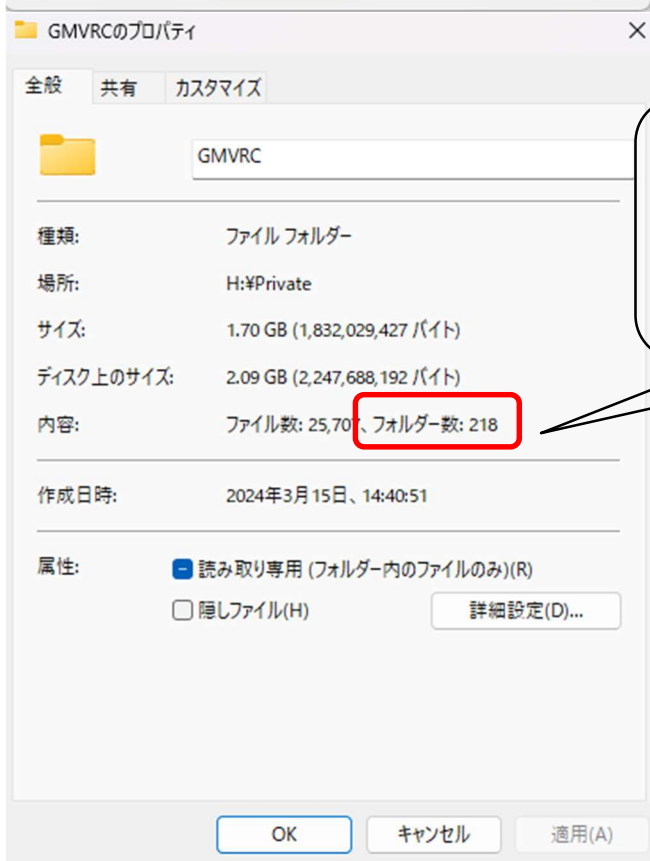 GMVRCのプロパティ
全般 共有 カスタマイズ
GMVRC
種類: ファイル フォルダー
場所: H:¥Private
サイズ: 1.70 GB (1,832,029,427 バイト)
ディスク上のサイズ: 2.09 GB (2,247,688,192 バイト)
内容: ファイル数: 25,707、フォルダー数: 218
作成日時: 2024年3月15日、14:40:51
属性: 読み取り専用 (フォルダー内のファイルのみ)(R)
隠しファイル(H) 詳細設定(D)...
OK キャンセル 適用(A)